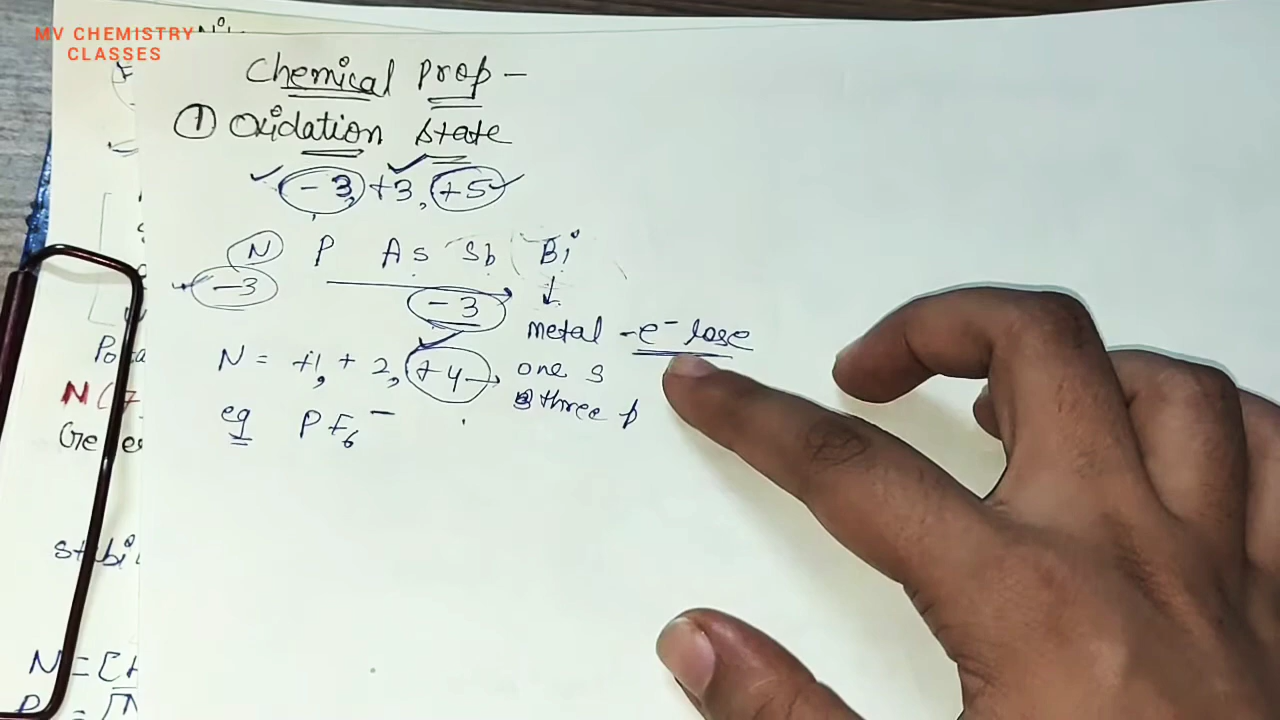 MV CHEMISTRY
CLASSES
Chemical Prop -
① Oxidation state
-3, +3, +5
N P As Sb Bi
-3
-3
metal - e⁻ lose
N = +1, +2, +4 → one s
three p
eg PF₆⁻
N = [H